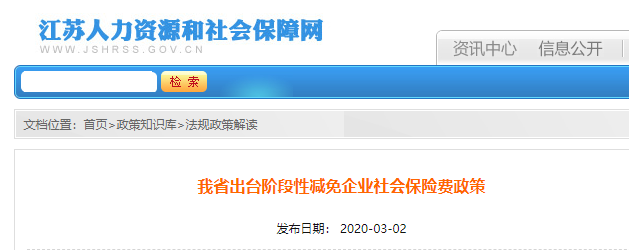 江苏人力资源和社会保障网
WWW.JSHRSS.GOV.CN
资讯中心 信息公开
检 索
文档位置：首页>政策知识库>法规政策解读
我省出台阶段性减免企业社会保险费政策
发布日期： 2020-03-02